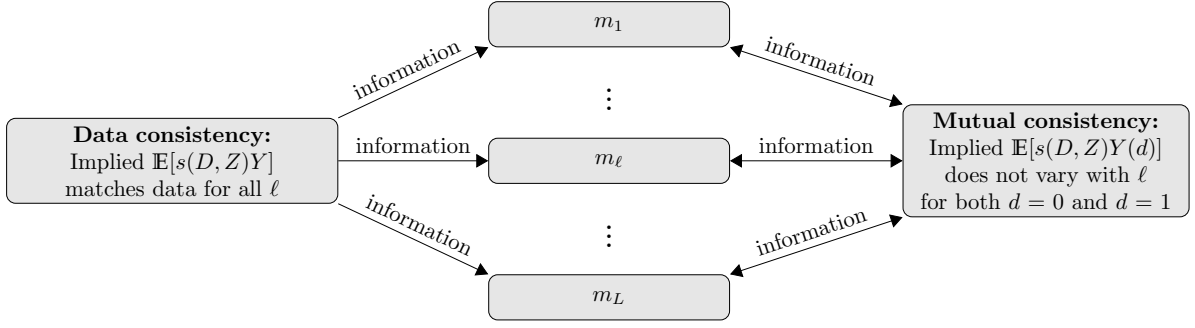 m₁
information
information
⋮
Data consistency:
Implied 𝔼[s(D, Z)Y]
matches data for all ℓ
information
m_ℓ
information
Mutual consistency:
Implied 𝔼[s(D, Z)Y(d)]
does not vary with ℓ
for both d = 0 and d = 1
information
⋮
information
m_L